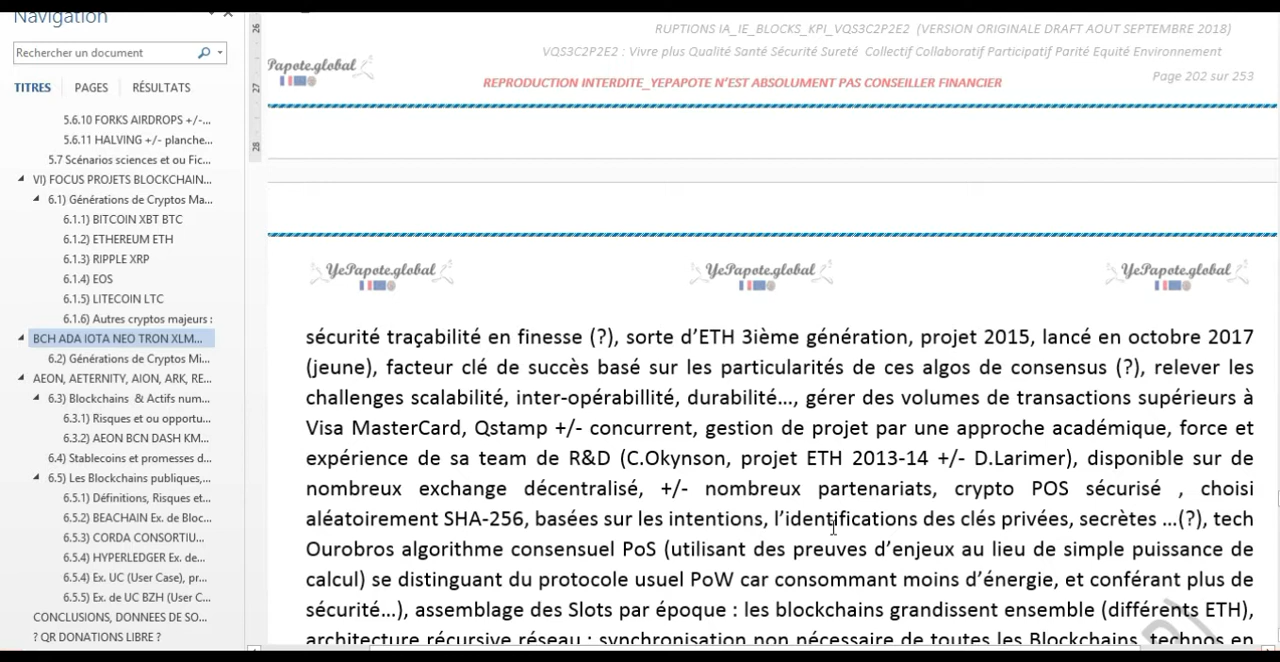 Navigation
Rechercher un document
TITRES PAGES RÉSULTATS
5.6.10 FORKS AIRDROPS +/-...
5.6.11 HALVING +/- planche...
5.7 Scénarios sciences et ou Fic...
VI) FOCUS PROJETS BLOCKCHAIN...
6.1) Générations de Cryptos Ma...
6.1.1) BITCOIN XBT BTC
6.1.2) ETHEREUM ETH
6.1.3) RIPPLE XRP
6.1.4) EOS
6.1.5) LITECOIN LTC
6.1.6) Autres cryptos majeurs :
BCH ADA IOTA NEO TRON XLM...
6.2) Générations de Cryptos Mi...
AEON, AETERNITY, AION, ARK, RE...
6.3) Blockchains & Actifs num...
6.3.1) Risques et ou opportu...
6.3.2) AEON BCN DASH KM...
6.4) Stablecoins et promesses d...
6.5) Les Blockchains publiques,...
6.5.1) Définitions, Risques et...
6.5.2) BEACHAIN Ex. de Bloc...
6.5.3) CORDA CONSORTIU...
6.5.4) HYPERLEDGER Ex. de...
6.5.4) Ex. UC (User Case), pr...
6.5.5) Ex. de UC BZH (User C...
CONCLUSIONS, DONNEES DE SO...
? QR DONATIONS LIBRE ?
26
27
28
RUPTIONS IA_IE_BLOCKS_KPI_VQS3C2P2E2 (VERSION ORIGINALE DRAFT AOUT SEPTEMBRE 2018)
VQS3C2P2E2 : Vivre plus Qualité Santé Sécurité Sureté Collectif Collaboratif Participatif Parité Equité Environnement
Papote.global
Page 202 sur 253
REPRODUCTION INTERDITE_YEPAPOTE N'EST ABSOLUMENT PAS CONSEILLER FINANCIER
YePapote.global YePapote.global YePapote.global
sécurité traçabilité en finesse (?), sorte d'ETH 3ième génération, projet 2015, lancé en octobre 2017
(jeune), facteur clé de succès basé sur les particularités de ces algos de consensus (?), relever les
challenges scalabilité, inter-opérabillité, durabilité..., gérer des volumes de transactions supérieurs à
Visa MasterCard, Qstamp +/- concurrent, gestion de projet par une approche académique, force et
expérience de sa team de R&D (C.Okynson, projet ETH 2013-14 +/- D.Larimer), disponible sur de
nombreux exchange décentralisé, +/- nombreux partenariats, crypto POS sécurisé , choisi
aléatoirement SHA-256, basées sur les intentions, l'identifications des clés privées, secrètes ...(?), tech
Ourobros algorithme consensuel PoS (utilisant des preuves d'enjeux au lieu de simple puissance de
calcul) se distinguant du protocole usuel PoW car consommant moins d'énergie, et conférant plus de
sécurité...), assemblage des Slots par époque : les blockchains grandissent ensemble (différents ETH),
architecture récursive réseau : synchronisation non nécessaire de toutes les Blockchains, technos en